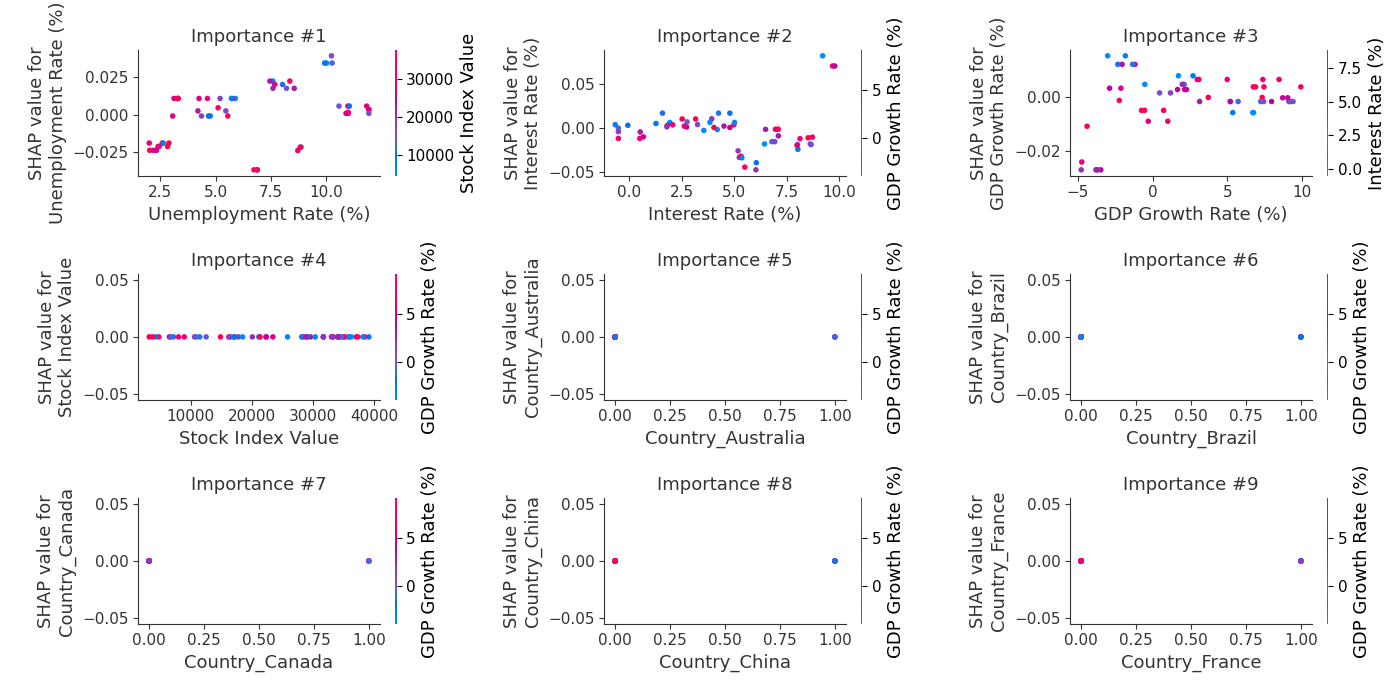 Importance #1
SHAP value for
Unemployment Rate (%)
0.025
0.000
−0.025
2.5 5.0 7.5 10.0
Unemployment Rate (%)
30000
20000
10000
Stock Index Value
Importance #2
SHAP value for
Interest Rate (%)
0.05
0.00
−0.05
0.0 2.5 5.0 7.5 10.0
Interest Rate (%)
5
0
GDP Growth Rate (%)
Importance #3
SHAP value for
GDP Growth Rate (%)
0.00
−0.02
−5 0 5 10
GDP Growth Rate (%)
7.5
5.0
2.5
0.0
Interest Rate (%)
Importance #4
SHAP value for
Stock Index Value
0.05
0.00
−0.05
10000 20000 30000 40000
Stock Index Value
5
0
GDP Growth Rate (%)
Importance #5
SHAP value for
Country_Australia
0.05
0.00
−0.05
0.00 0.25 0.50 0.75 1.00
Country_Australia
5
0
GDP Growth Rate (%)
Importance #6
SHAP value for
Country_Brazil
0.05
0.00
−0.05
0.00 0.25 0.50 0.75 1.00
Country_Brazil
5
0
GDP Growth Rate (%)
Importance #7
SHAP value for
Country_Canada
0.05
0.00
−0.05
0.00 0.25 0.50 0.75 1.00
Country_Canada
5
0
GDP Growth Rate (%)
Importance #8
SHAP value for
Country_China
0.05
0.00
−0.05
0.00 0.25 0.50 0.75 1.00
Country_China
5
0
GDP Growth Rate (%)
Importance #9
SHAP value for
Country_France
0.05
0.00
−0.05
0.00 0.25 0.50 0.75 1.00
Country_France
5
0
GDP Growth Rate (%)